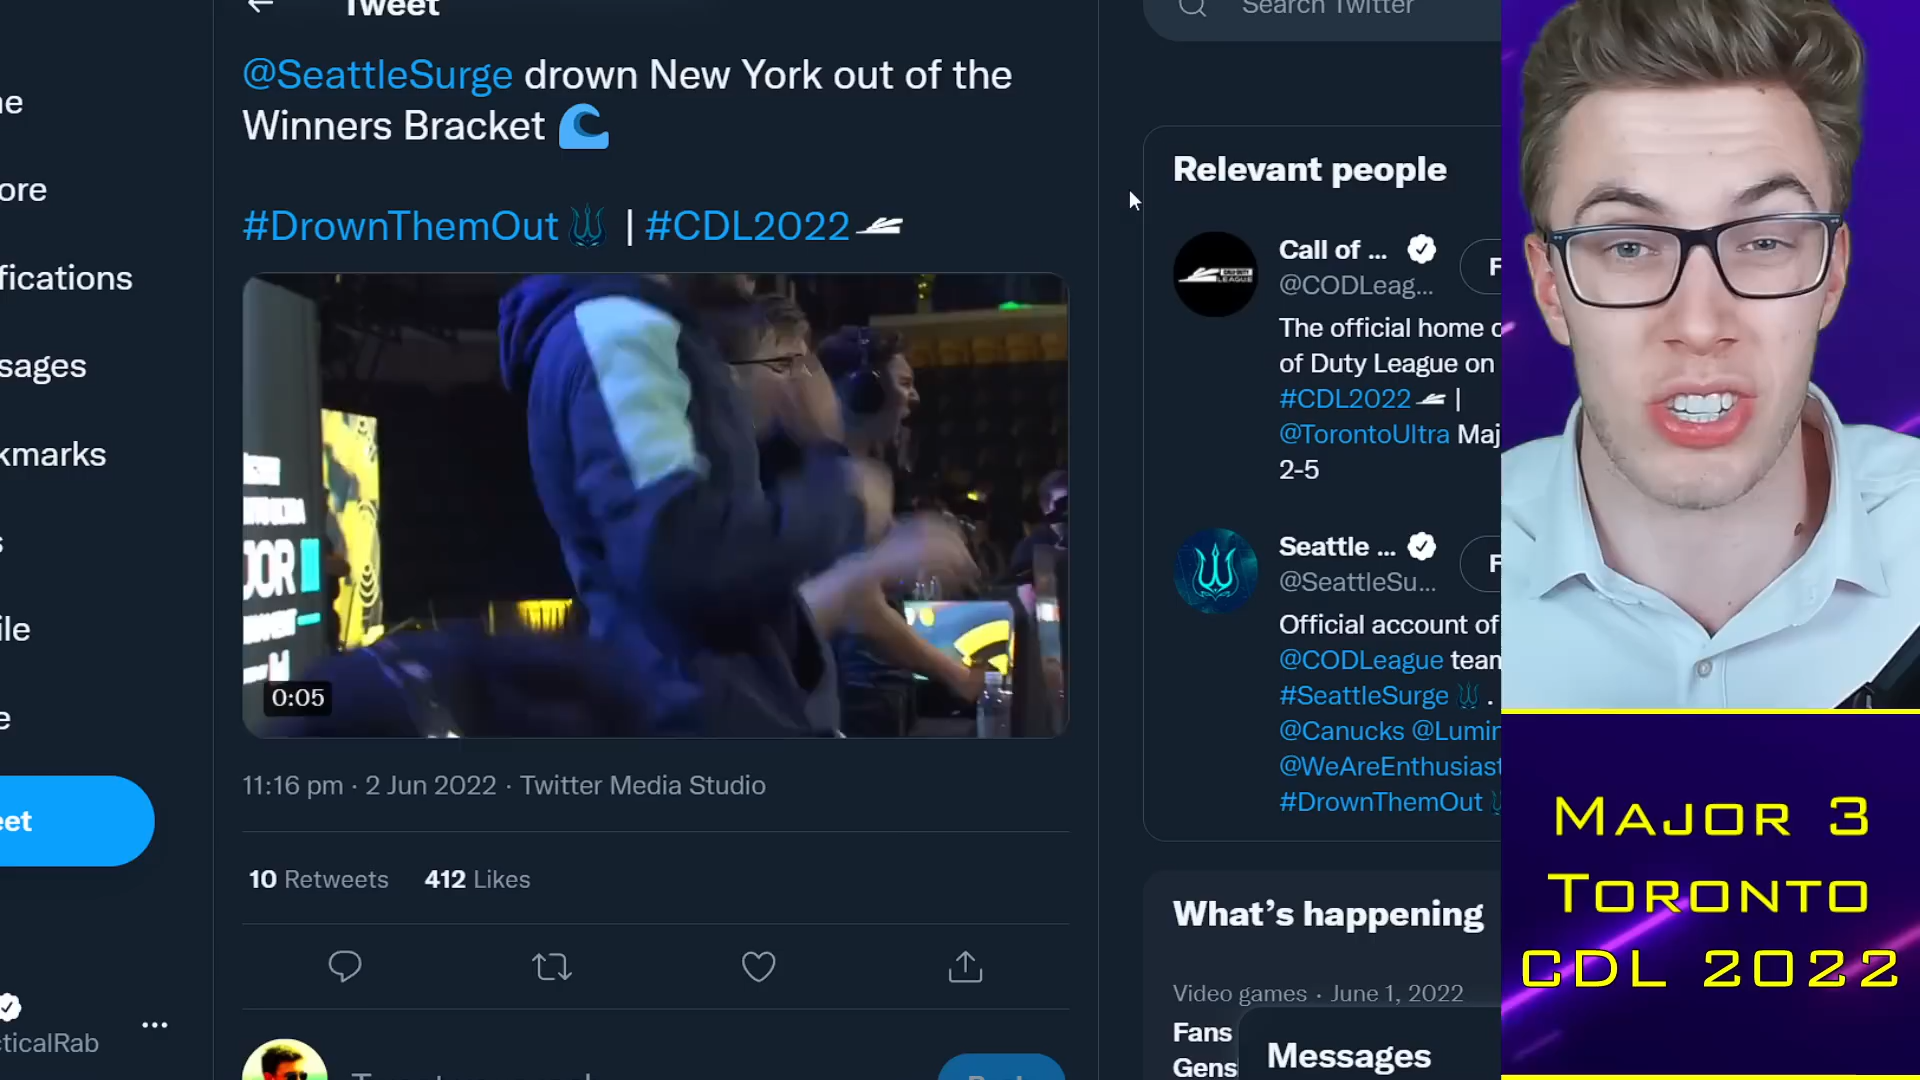 Tweet
Search Twitter
@SeattleSurge drown New York out of the
Winners Bracket
#DrownThemOut | #CDL2022
0:05
11:16 pm · 2 Jun 2022 · Twitter Media Studio
10 Retweets 412 Likes
ne
ore
fications
sages
kmarks
s
ile
e
eet
cticalRab
Relevant people
Call of ...
F
@CODLeag...
The official home o
of Duty League on
#CDL2022 |
@TorontoUltra Maj
2-5
Seattle ...
F
@SeattleSu...
Official account of
@CODLeague team
#SeattleSurge .
@Canucks @Lumin
@WeAreEnthusiast
#DrownThemOut
What's happening
Video games · June 1, 2022
Fans
Gens
Messages
MAJOR 3
TORONTO
CDL 2022